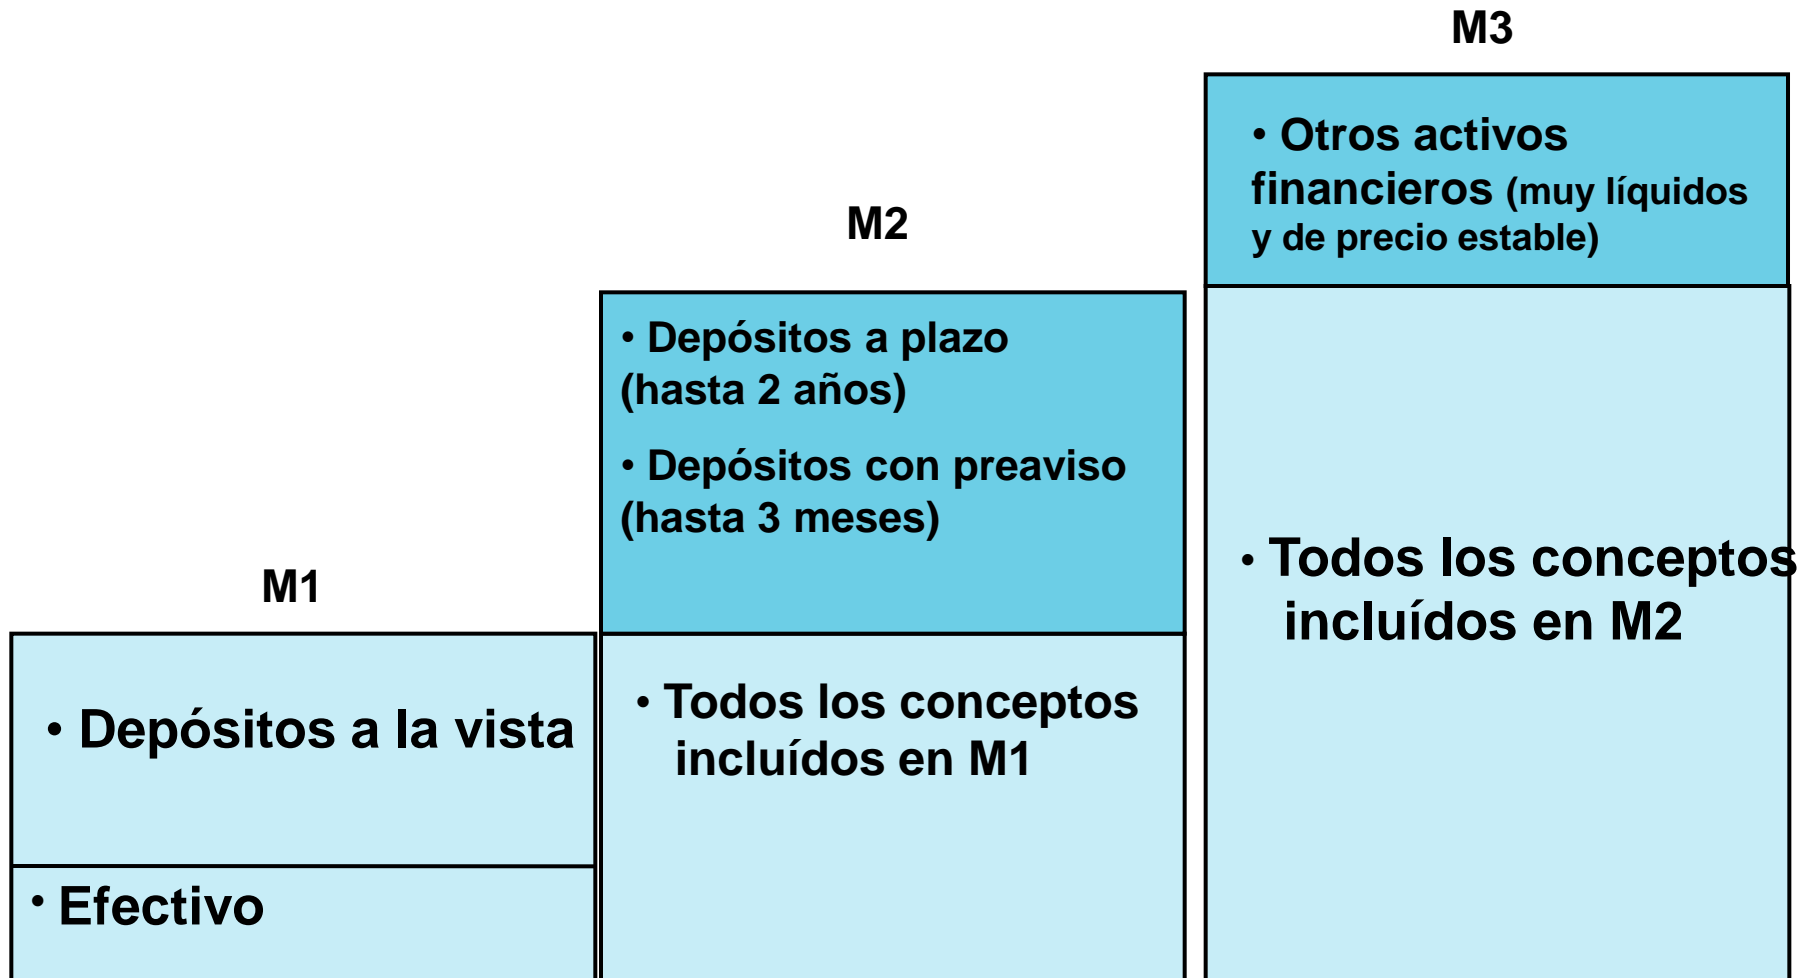 M1
• Depósitos a la vista
• Efectivo
M2
• Depósitos a plazo
(hasta 2 años)
• Depósitos con preaviso
(hasta 3 meses)
• Todos los conceptos
incluídos en M1
M3
• Otros activos
financieros (muy líquidos
y de precio estable)
• Todos los conceptos
incluídos en M2